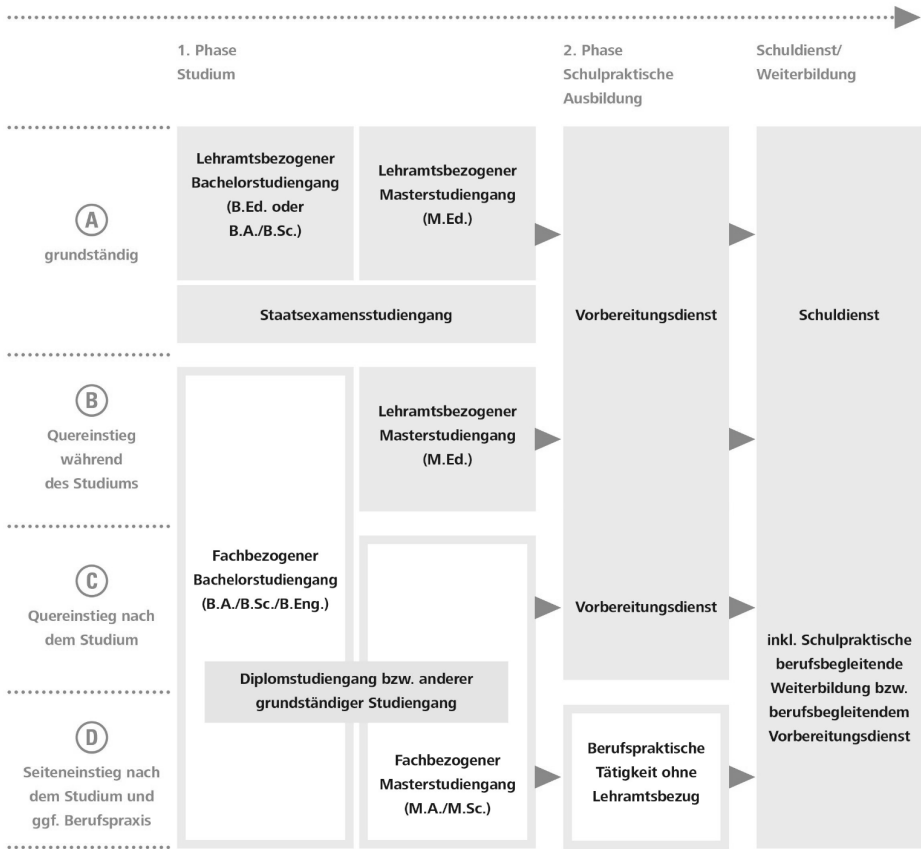 1. Phase
Studium
2. Phase
Schulpraktische
Ausbildung
Schuldienst/
Weiterbildung
A
grundständig
Lehramtsbezogener
Bachelorstudiengang
(B.Ed. oder
B.A./B.Sc.)
Lehramtsbezogener
Masterstudiengang
(M.Ed.)
Staatsexamensstudiengang
Vorbereitungsdienst
Schuldienst
B
Quereinstieg
während
des Studiums
Lehramtsbezogener
Masterstudiengang
(M.Ed.)
C
Quereinstieg nach
dem Studium
Fachbezogener
Bachelorstudiengang
(B.A./B.Sc./B.Eng.)
Vorbereitungsdienst
inkl. Schulpraktische
berufsbegleitende
Weiterbildung bzw.
berufsbegleitendem
Vorbereitungsdienst
Diplomstudiengang bzw. anderer
grundständiger Studiengang
D
Seiteneinstieg nach
dem Studium und
ggf. Berufspraxis
Fachbezogener
Masterstudiengang
(M.A./M.Sc.)
Berufspraktische
Tätigkeit ohne
Lehramtsbezug